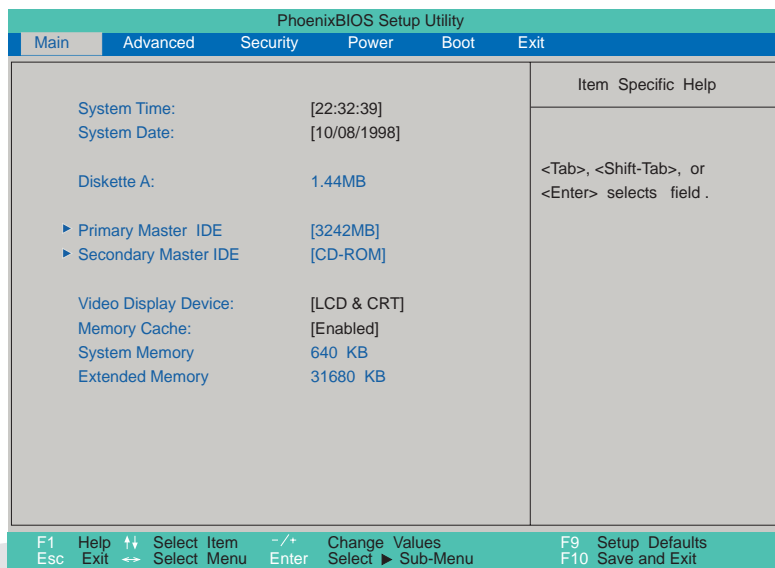 PhoenixBIOS Setup Utility
Main Advanced Security Power Boot Exit
Item Specific Help
System Time: [22:32:39]
System Date: [10/08/1998]
<Tab>, <Shift-Tab>, or
<Enter> selects field .
Diskette A: 1.44MB
Primary Master IDE [3242MB]
Secondary Master IDE [CD-ROM]
Video Display Device: [LCD & CRT]
Memory Cache: [Enabled]
System Memory 640 KB
Extended Memory 31680 KB
F1 Help ↑↓ Select Item -/+ Change Values F9 Setup Defaults
Esc Exit ↔ Select Menu Enter Select ▶ Sub-Menu F10 Save and Exit